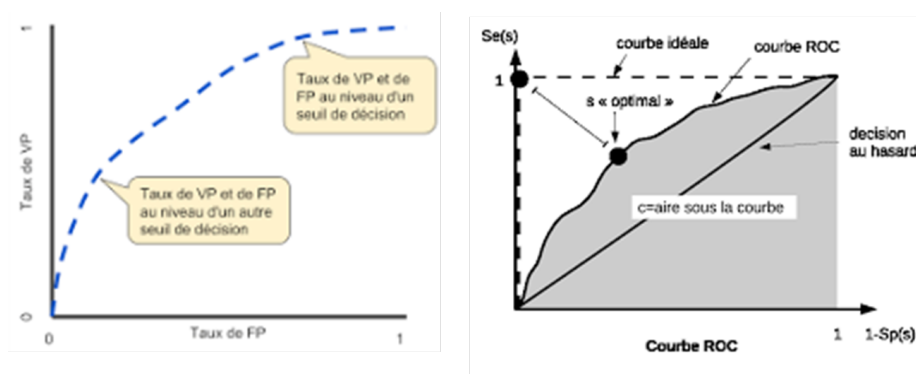 1
Taux de VP et de
FP au niveau d'un
seuil de décision
Taux de VP
Taux de VP et de FP
au niveau d'un autre
seuil de décision
0
0
Taux de FP
1
Se(s)
courbe idéale
courbe ROC
1
s « optimal »
decision
au hasard
c=aire sous la courbe
1
1-Sp(s)
Courbe ROC